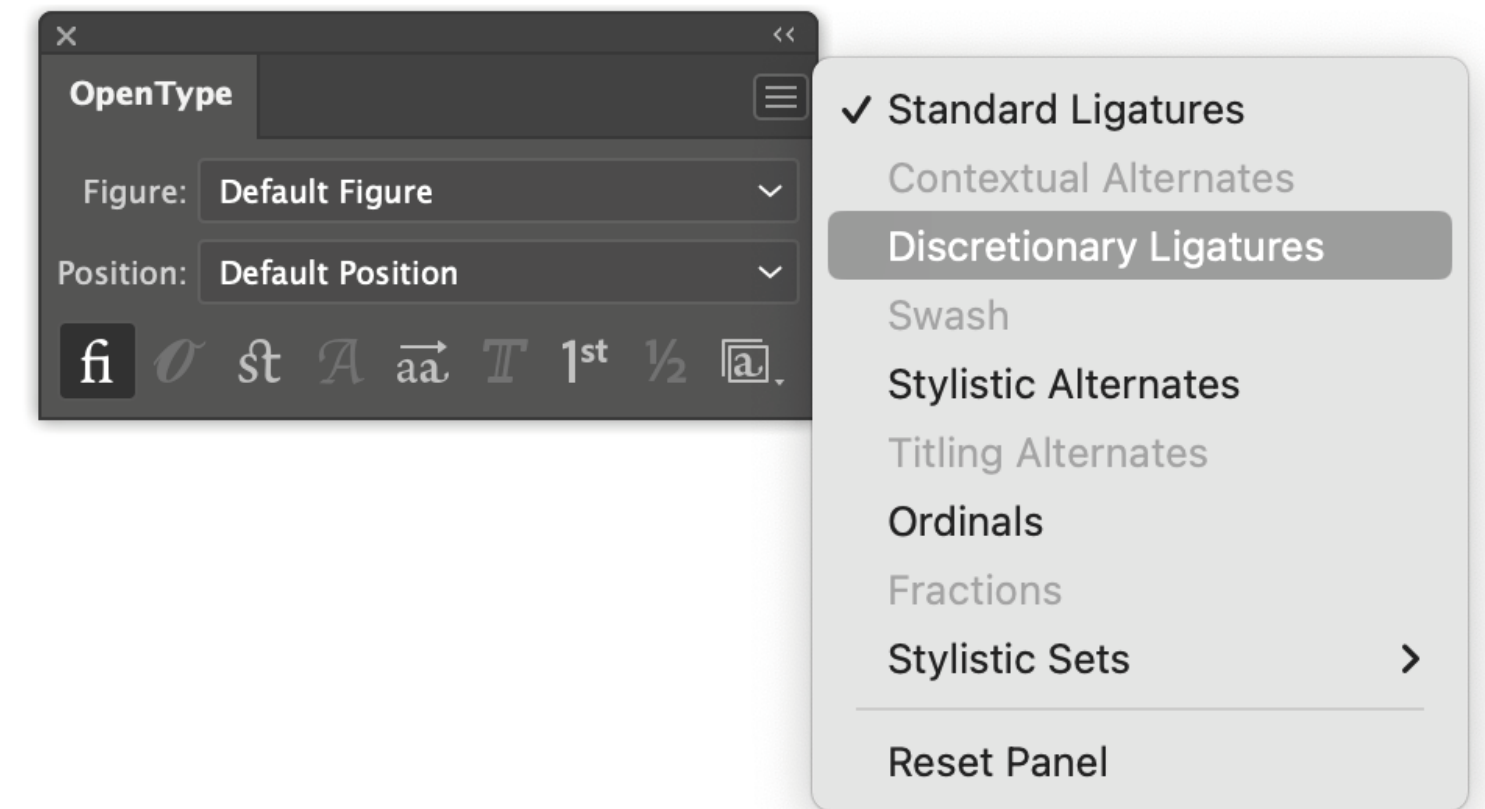 OpenType
Figure: Default Figure
Position: Default Position
fi O st A aa T 1st ½ a
✓ Standard Ligatures
Contextual Alternates
Discretionary Ligatures
Swash
Stylistic Alternates
Titling Alternates
Ordinals
Fractions
Stylistic Sets
Reset Panel